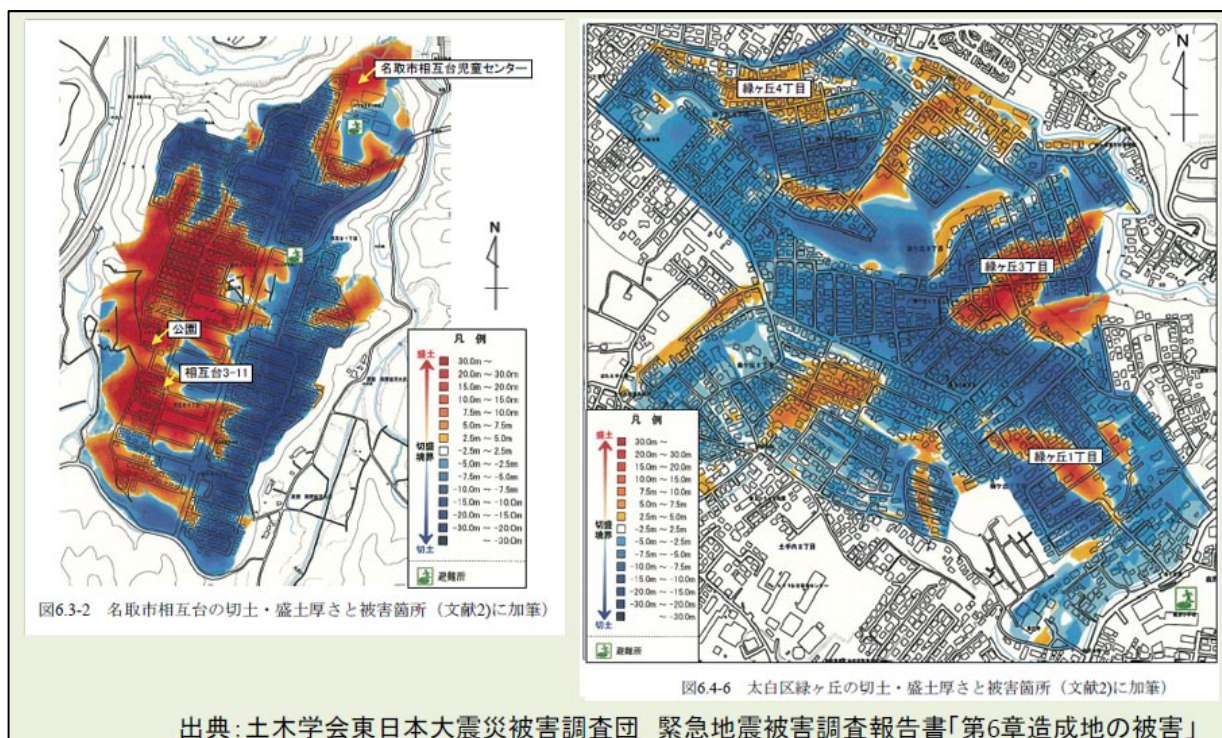 名取市相互台児童センター
公園
相互台3-11
N
凡 例
盛土
切盛
境界
切土
30.0m～
20.0m～30.0m
15.0m～20.0m
10.0m～15.0m
7.5m～10.0m
5.0m～7.5m
2.5m～5.0m
-2.5m～2.5m
-5.0m～-2.5m
-7.5m～-5.0m
-10.0m～-7.5m
-15.0m～-10.0m
-20.0m～-15.0m
-30.0m～-20.0m
～-30.0m
避難所
図6.3-2 名取市相互台の切土・盛土厚さと被害箇所（文献2)に加筆）
緑ヶ丘4丁目
N
緑ヶ丘3丁目
緑ヶ丘1丁目
凡 例
盛土
切盛
境界
切土
30.0m～
20.0m～30.0m
15.0m～20.0m
10.0m～15.0m
7.5m～10.0m
5.0m～7.5m
2.5m～5.0m
-2.5m～2.5m
-5.0m～-2.5m
-7.5m～-5.0m
-10.0m～-7.5m
-15.0m～-10.0m
-20.0m～-15.0m
-30.0m～-20.0m
～-30.0m
避難所
図6.4-6 太白区緑ヶ丘の切土・盛土厚さと被害箇所（文献2)に加筆）
出典：土木学会東日本大震災被害調査団 緊急地震被害調査報告書「第6章造成地の被害」